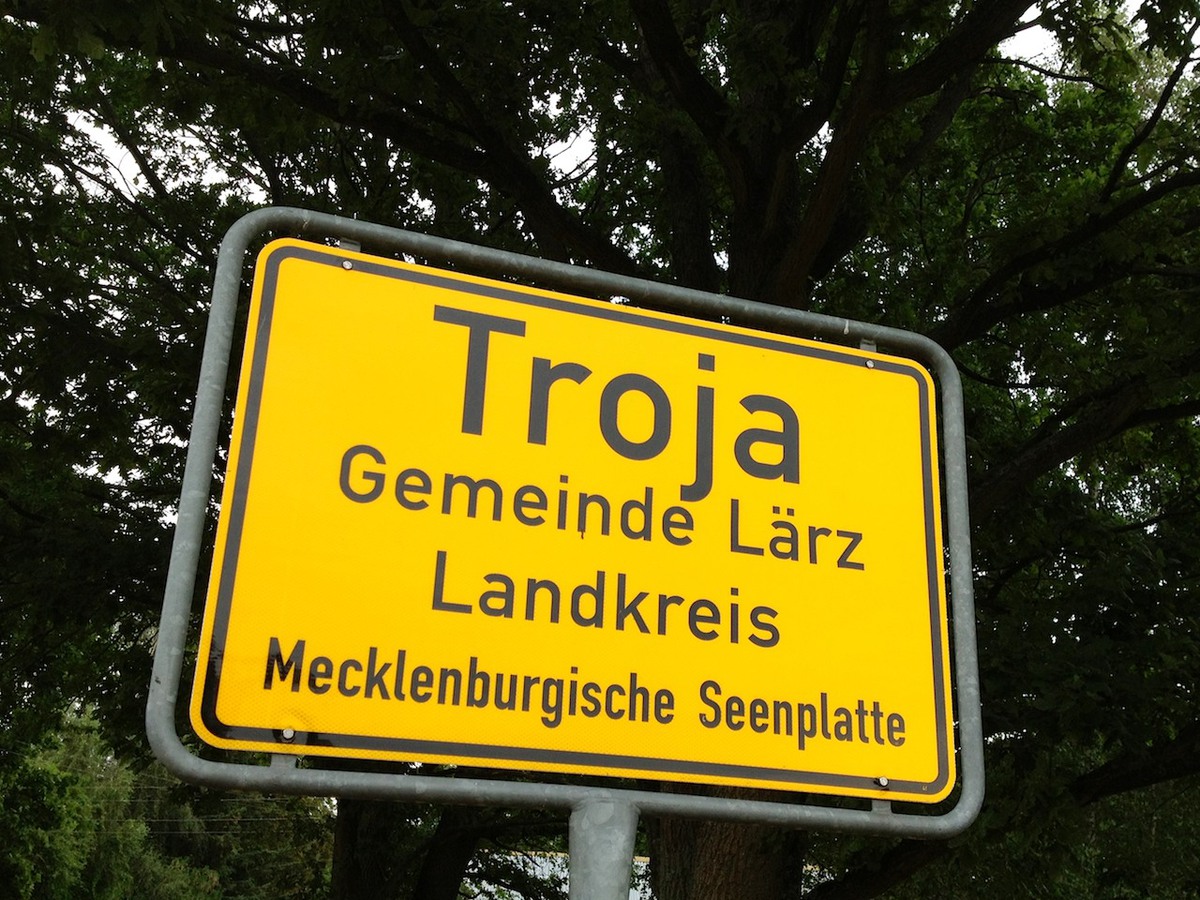 Troja
Gemeinde Lärz
Landkreis
Mecklenburgische Seenplatte